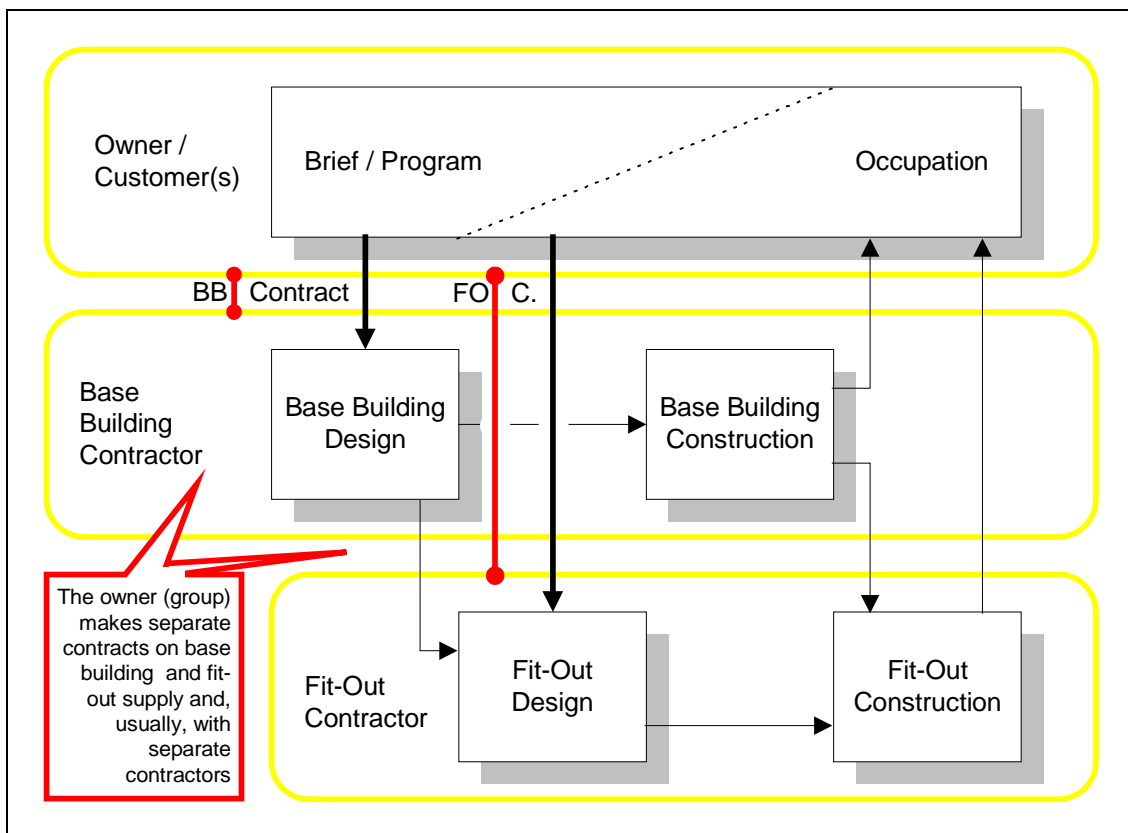 Owner /
Customer(s)
Brief / Program
Occupation
BB Contract
FO C.
Base
Building
Contractor
Base Building
Design
Base Building
Construction
The owner (group)
makes separate
contracts on base
building and fit-
out supply and,
usually, with
separate
contractors
Fit-Out
Contractor
Fit-Out
Design
Fit-Out
Construction